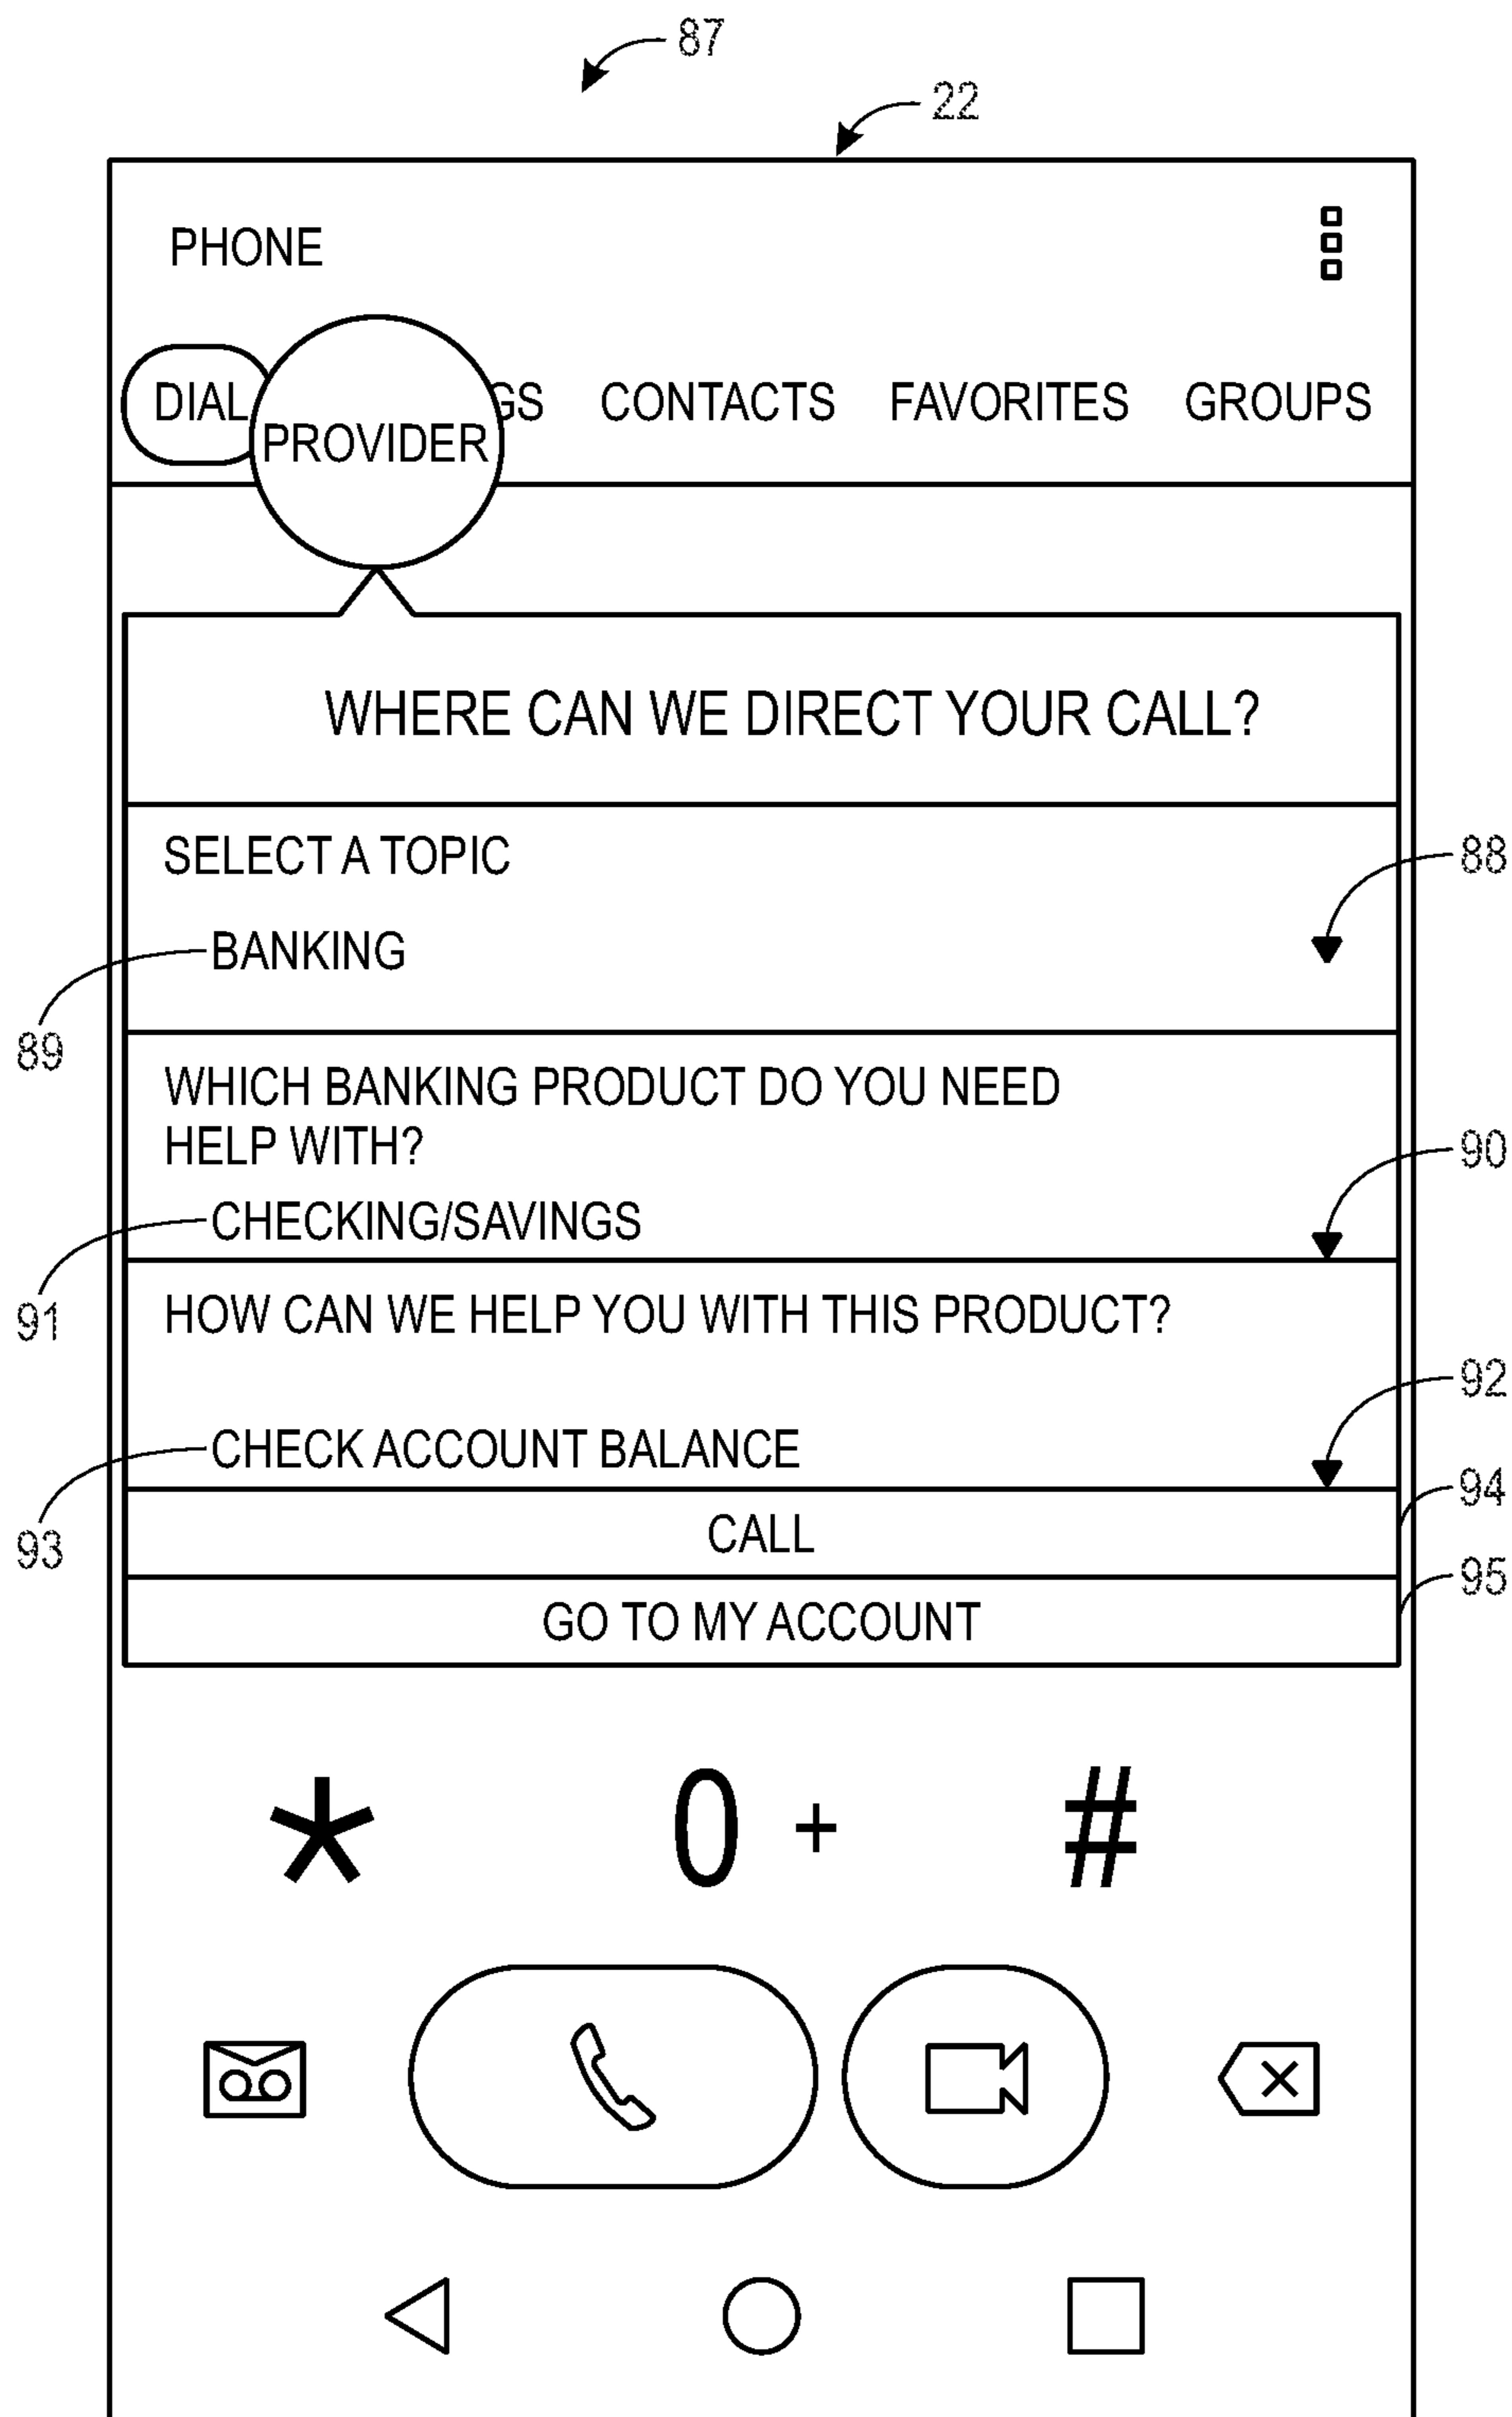 87
22
PHONE
DIAL GS CONTACTS FAVORITES GROUPS
PROVIDER
WHERE CAN WE DIRECT YOUR CALL?
SELECT A TOPIC
88
BANKING
89
WHICH BANKING PRODUCT DO YOU NEED
HELP WITH?
90
CHECKING/SAVINGS
91
HOW CAN WE HELP YOU WITH THIS PRODUCT?
92
CHECK ACCOUNT BALANCE
93
94
CALL
95
GO TO MY ACCOUNT
* 0 + #